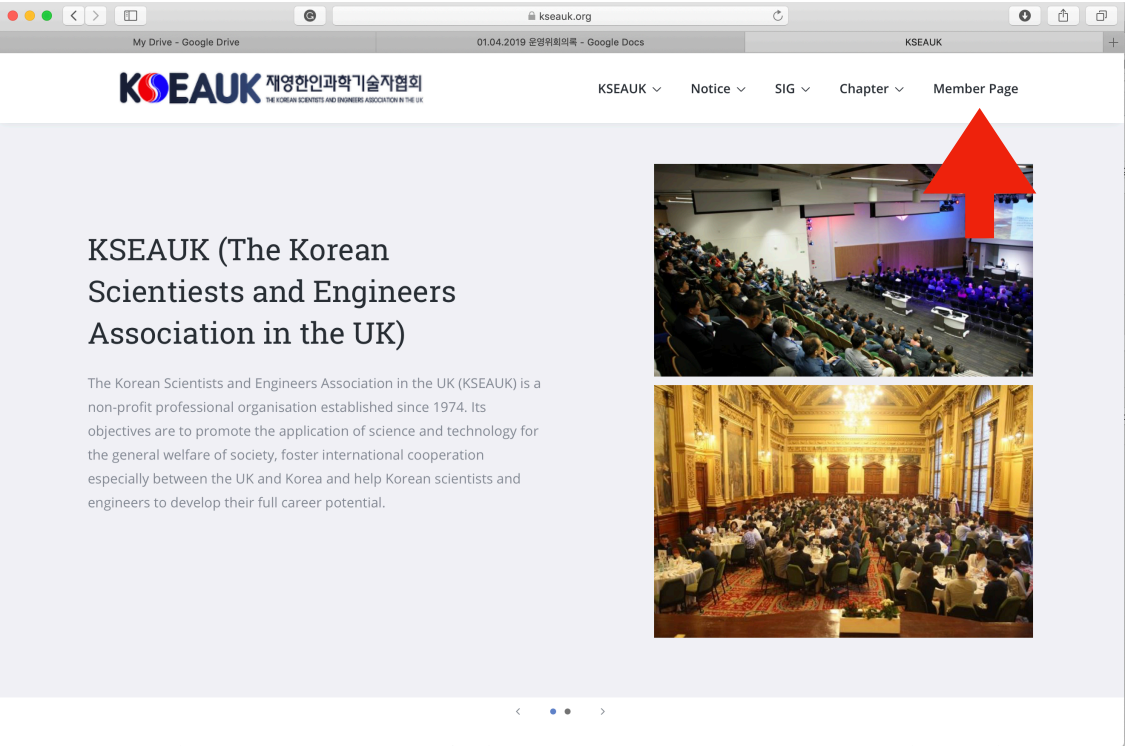 kseauk.org
My Drive - Google Drive
01.04.2019 운영위회의록 - Google Docs
KSEAUK
KSEAUK 재영한인과학기술자협회
THE KOREAN SCIENTISTS AND ENGINEERS ASSOCIATION IN THE UK
KSEAUK
Notice
SIG
Chapter
Member Page
KSEAUK (The Korean
Scientiests and Engineers
Association in the UK)
The Korean Scientists and Engineers Association in the UK (KSEAUK) is a
non-profit professional organisation established since 1974. Its
objectives are to promote the application of science and technology for
the general welfare of society, foster international cooperation
especially between the UK and Korea and help Korean scientists and
engineers to develop their full career potential.